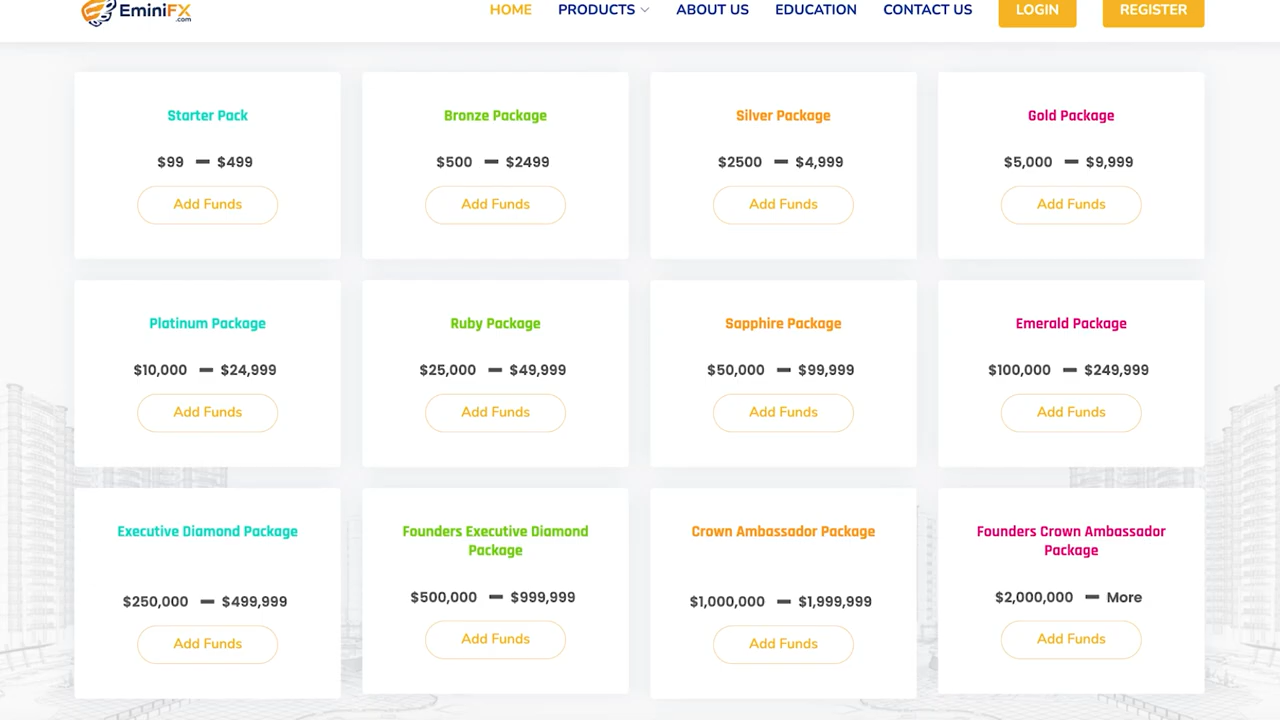 EminiFX
.com
HOME PRODUCTS ABOUT US EDUCATION CONTACT US LOGIN REGISTER
Starter Pack
$99 — $499
Add Funds
Bronze Package
$500 — $2499
Add Funds
Silver Package
$2500 — $4,999
Add Funds
Gold Package
$5,000 — $9,999
Add Funds
Platinum Package
$10,000 — $24,999
Add Funds
Ruby Package
$25,000 — $49,999
Add Funds
Sapphire Package
$50,000 — $99,999
Add Funds
Emerald Package
$100,000 — $249,999
Add Funds
Executive Diamond Package
$250,000 — $499,999
Add Funds
Founders Executive Diamond
Package
$500,000 — $999,999
Add Funds
Crown Ambassador Package
$1,000,000 — $1,999,999
Add Funds
Founders Crown Ambassador
Package
$2,000,000 — More
Add Funds